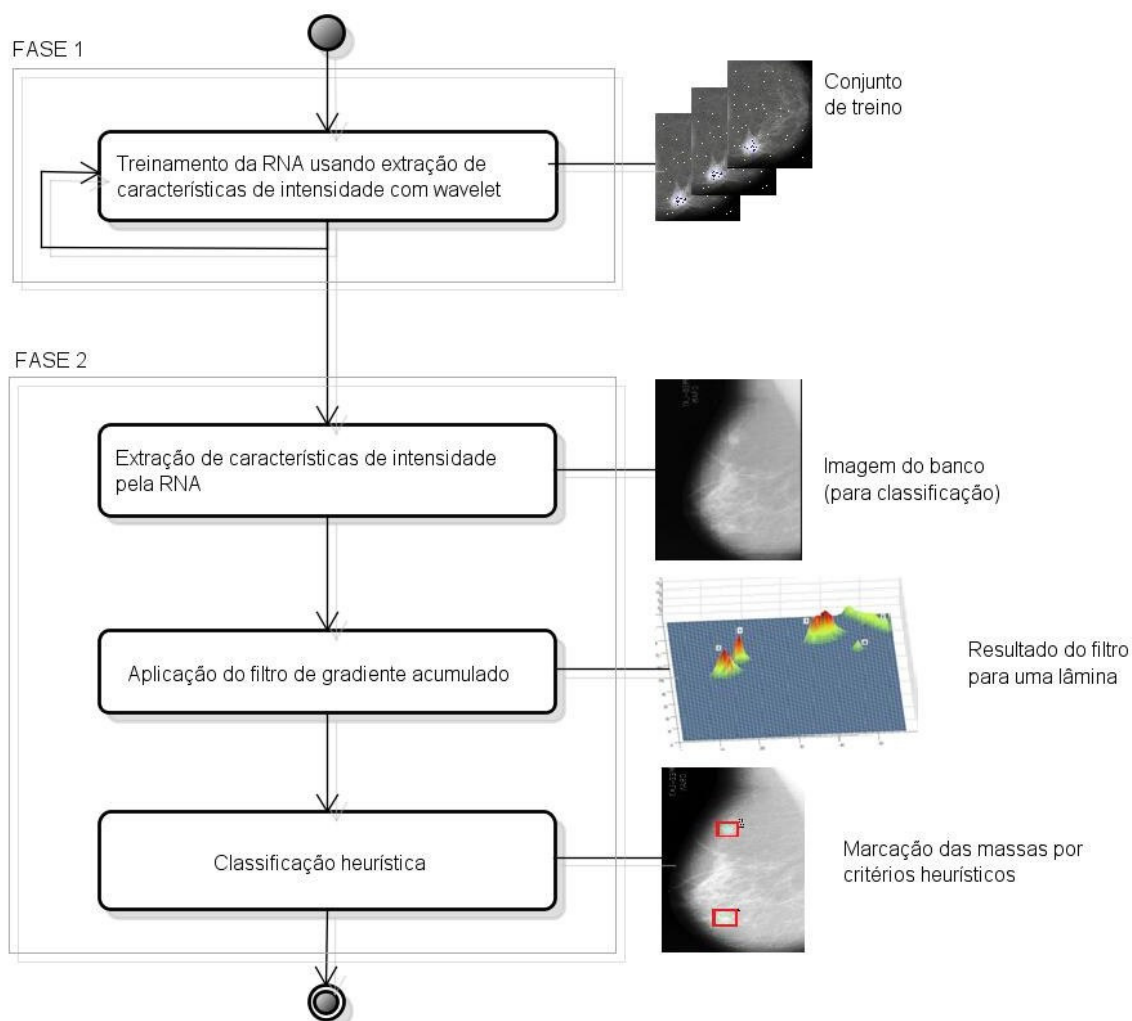 FASE 1
Conjunto
de treino
Treinamento da RNA usando extração de
características de intensidade com wavelet
FASE 2
Extração de características de intensidade
pela RNA
Imagem do banco
(para classificação)
Aplicação do filtro de gradiente acumulado
Resultado do filtro
para uma lâmina
Classificação heurística
Marcação das massas por
critérios heurísticos